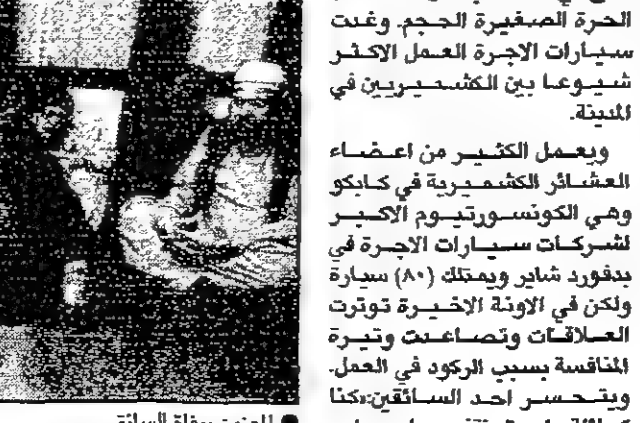 الحرة الصغيرة الحجم. وغدت
سيارات الاجرة العمل الاكثر
شيوعا بين الكشميريين في
المدينة.
ويعمل الكثير من اعضاء
العشائر الكشميرية في كابكو
وهي الكونسورتيوم الاكبر
لشركات سيارات الاجرة في
بدفورد شاير ويمتلك (٨٠) سيارة
ولكن في الاونة الاخيرة توترت
العلاقات وتصاعدت وتيرة
المنافسة بسبب الركود في العمل.
ويتحسر احد السائقين:«كنا